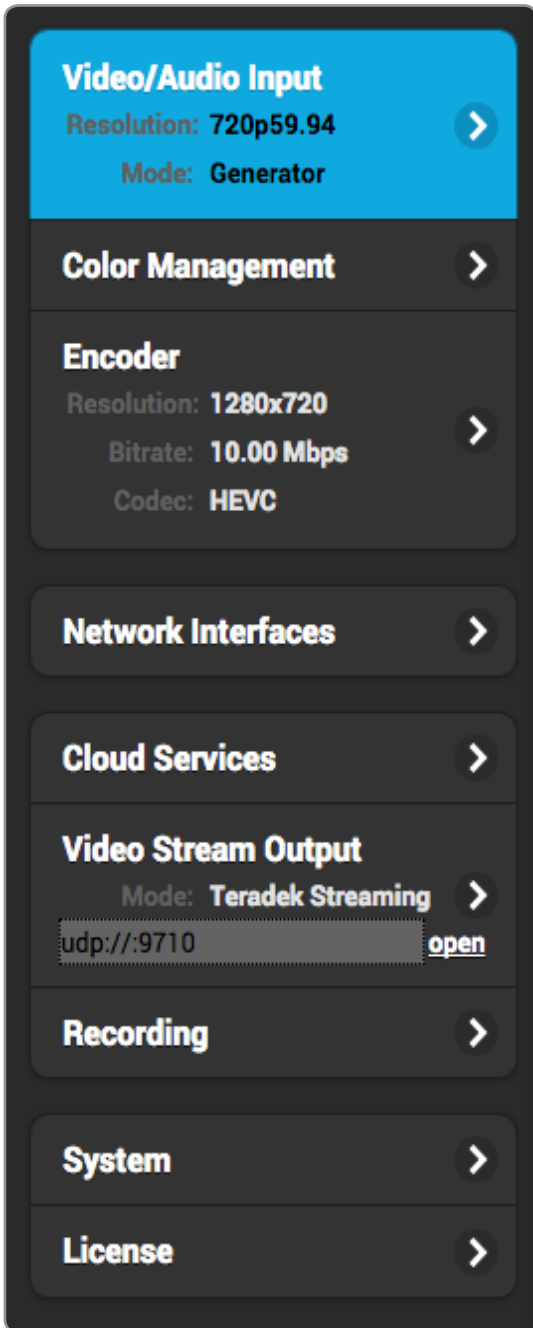 Video/Audio Input
Resolution: 720p59.94
Mode: Generator
Color Management
Encoder
Resolution: 1280x720
Bitrate: 10.00 Mbps
Codec: HEVC
Network Interfaces
Cloud Services
Video Stream Output
Mode: Teradek Streaming
udp://:9710 open
Recording
System
License